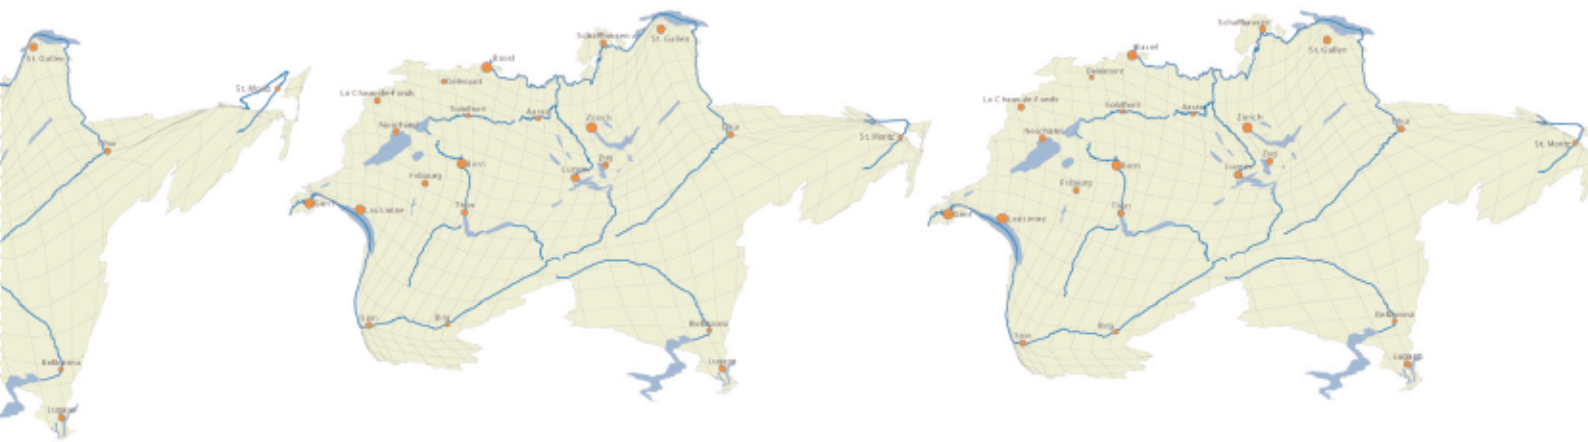 St. Gallen
St. Moritz
Chur
Bellinzona
Lugano
Basel
Schaffhausen
St. Gallen
Delémont
La Chaux-de-Fonds
Solothurn
Aarau
Zürich
Neuchâtel
Chur
St. Moritz
Bern
Zug
Luzern
Fribourg
Genf
Lausanne
Thun
Sion
Brig
Bellinzona
Lugano
Schaffhausen
Basel
St. Gallen
Delémont
La Chaux-de-Fonds
Solothurn
Aarau
Zürich
Neuchâtel
Chur
St. Moritz
Bern
Zug
Luzern
Fribourg
Genf
Lausanne
Thun
Sion
Brig
Bellinzona
Lugano